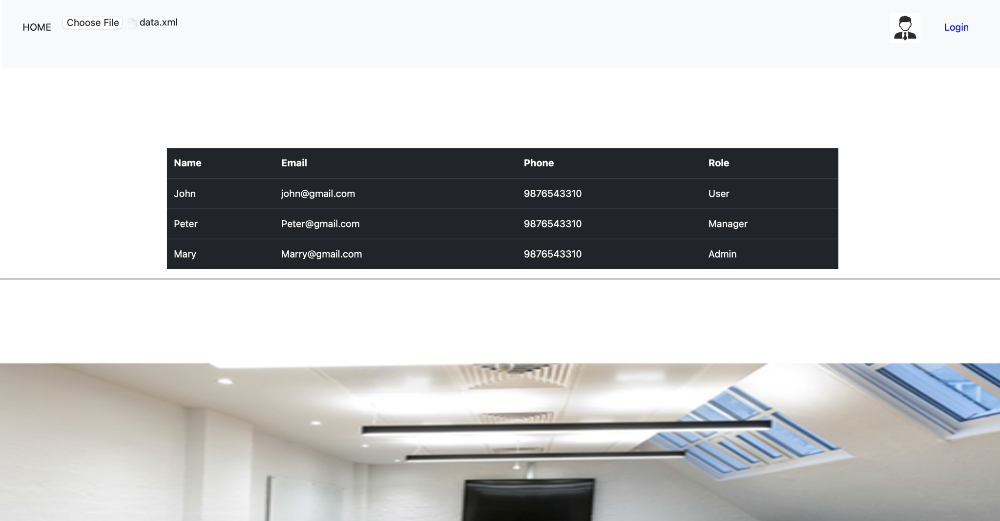 HOME Choose File data.xml Login
Name Email Phone Role
John john@gmail.com 9876543310 User
Peter Peter@gmail.com 9876543310 Manager
Mary Marry@gmail.com 9876543310 Admin